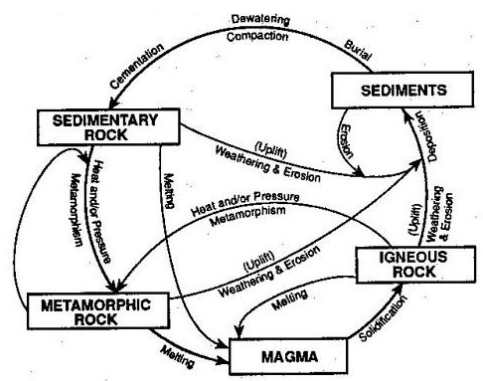 Dewatering
Compaction
Cementation
Burial
SEDIMENTS
SEDIMENTARY
ROCK
Erosion
Deposition
(Uplift)
Weathering & Erosion
Melting
Heat and/or Pressure
Metamorphism
Heat and/or Pressure
Metamorphism
(Uplift)
Weathering & Erosion
(Uplift)
Weathering
& Erosion
IGNEOUS
ROCK
METAMORPHIC
ROCK
Melting
Melting
MAGMA
Solidification